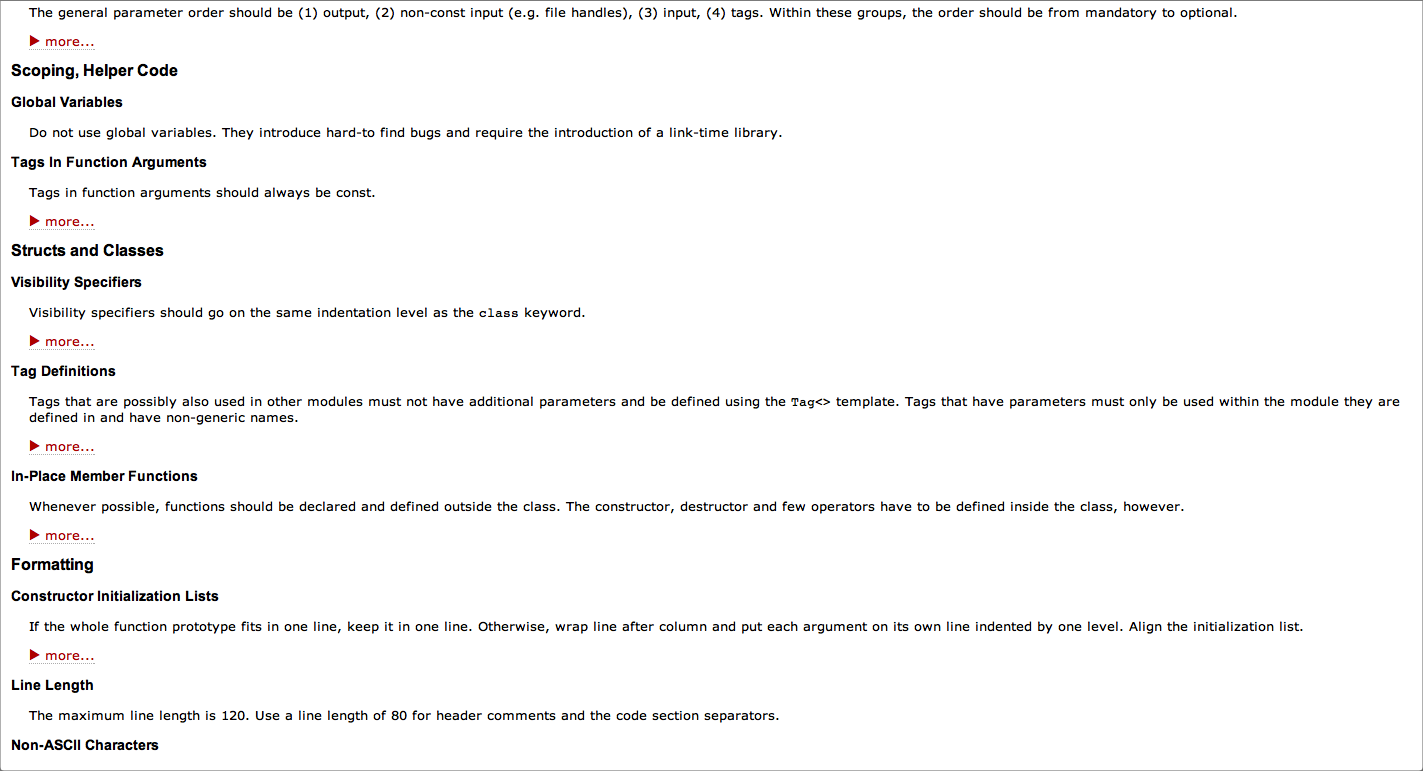 The general parameter order should be (1) output, (2) non-const input (e.g. file handles), (3) input, (4) tags. Within these groups, the order should be from mandatory to optional.
▶ more...
Scoping, Helper Code
Global Variables
Do not use global variables. They introduce hard-to find bugs and require the introduction of a link-time library.
Tags In Function Arguments
Tags in function arguments should always be const.
▶ more...
Structs and Classes
Visibility Specifiers
Visibility specifiers should go on the same indentation level as the class keyword.
▶ more...
Tag Definitions
Tags that are possibly also used in other modules must not have additional parameters and be defined using the Tag<> template. Tags that have parameters must only be used within the module they are
defined in and have non-generic names.
▶ more...
In-Place Member Functions
Whenever possible, functions should be declared and defined outside the class. The constructor, destructor and few operators have to be defined inside the class, however.
▶ more...
Formatting
Constructor Initialization Lists
If the whole function prototype fits in one line, keep it in one line. Otherwise, wrap line after column and put each argument on its own line indented by one level. Align the initialization list.
▶ more...
Line Length
The maximum line length is 120. Use a line length of 80 for header comments and the code section separators.
Non-ASCII Characters